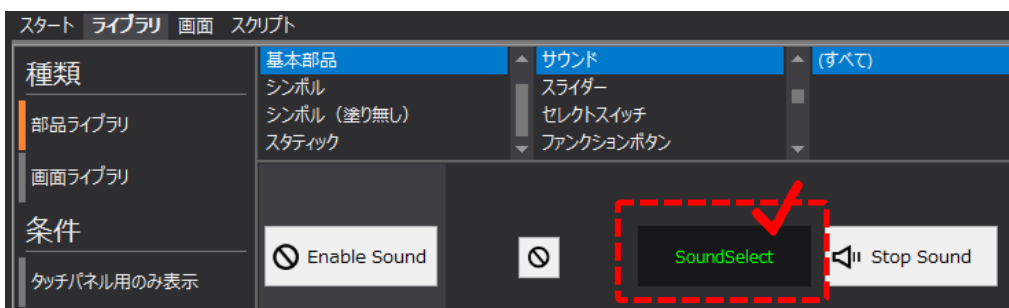 スタート ライブラリ 画面 スクリプト
種類
部品ライブラリ
画面ライブラリ
条件
タッチパネル用のみ表示
基本部品
シンボル
シンボル（塗り無し）
スタティック
サウンド
スライダー
セレクトスイッチ
ファンクションボタン
(すべて)
Enable Sound
SoundSelect
Stop Sound